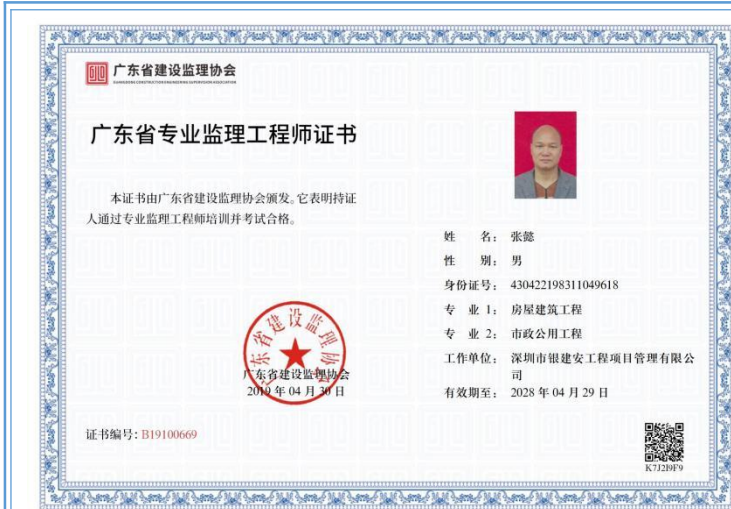 广东省建设监理协会
GUANGDONG CONSTRUCTION ENGINEERING SUPERVISION ASSOCIATION
广东省专业监理工程师证书
本证书由广东省建设监理协会颁发。它表明持证
人通过专业监理工程师培训并考试合格。
姓 名： 张懿
性 别： 男
身份证号： 430422198311049618
专 业 1： 房屋建筑工程
专 业 2： 市政公用工程
工作单位： 深圳市银建安工程项目管理有限公
司
有效期至： 2028 年 04 月 29 日
广东省建设监理协会
广东省建设监理协会
2019 年 04 月 30 日
证书编号：B19100669
K7J2I9F9